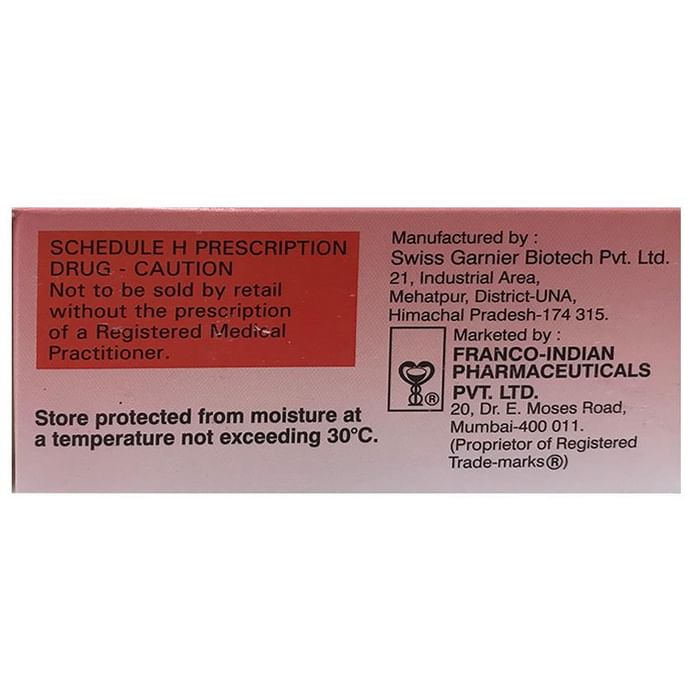 SCHEDULE H PRESCRIPTION
DRUG - CAUTION
Not to be sold by retail
without the prescription
of a Registered Medical
Practitioner.
Store protected from moisture at
a temperature not exceeding 30°C.
Manufactured by :
Swiss Garnier Biotech Pvt. Ltd.
21, Industrial Area,
Mehatpur, District-UNA,
Himachal Pradesh-174 315.
Marketed by :
FRANCO-INDIAN
PHARMACEUTICALS
PVT. LTD.
®
20, Dr. E. Moses Road,
Mumbai-400 011.
(Proprietor of Registered
Trade-marks®)